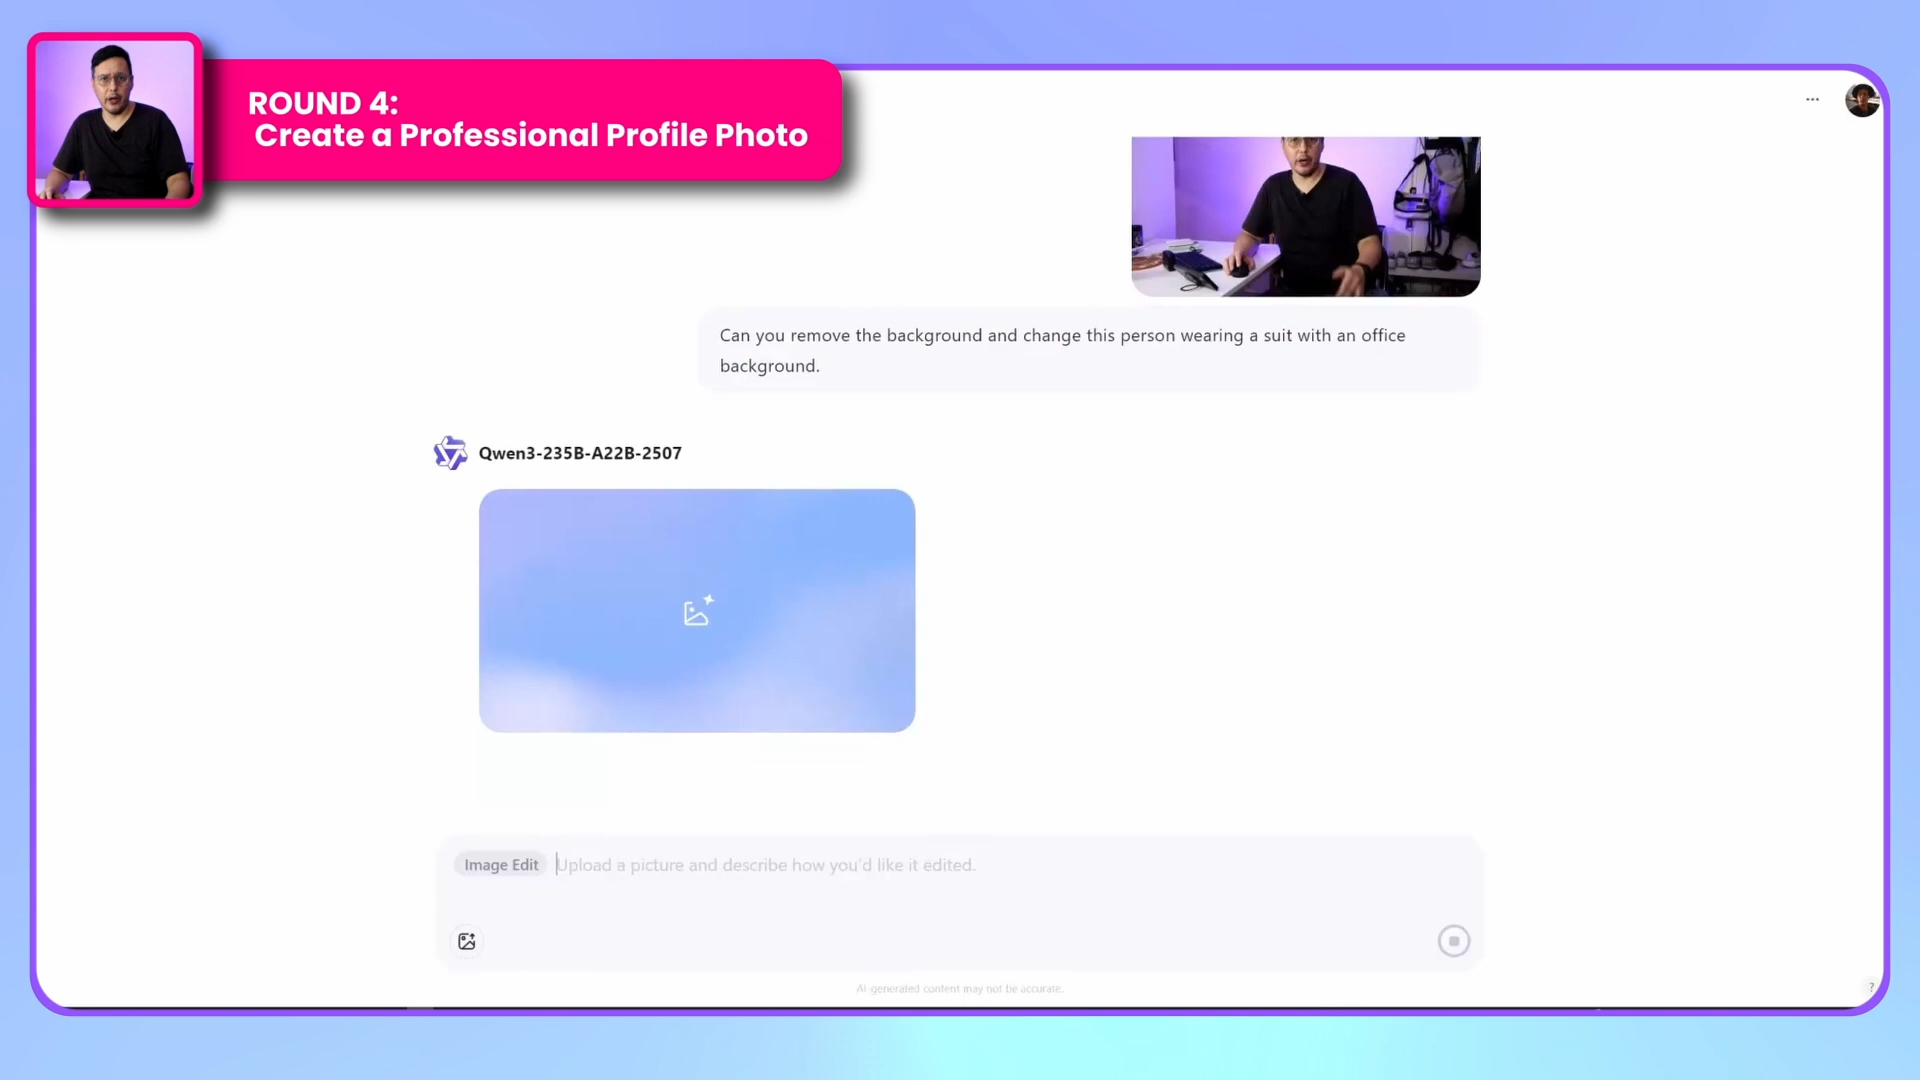 ROUND 4:
Create a Professional Profile Photo
Can you remove the background and change this person wearing a suit with an office
background.
Qwen3-235B-A22B-2507
Image Edit
Upload a picture and describe how you'd like it edited.
AI-generated content may not be accurate.
?